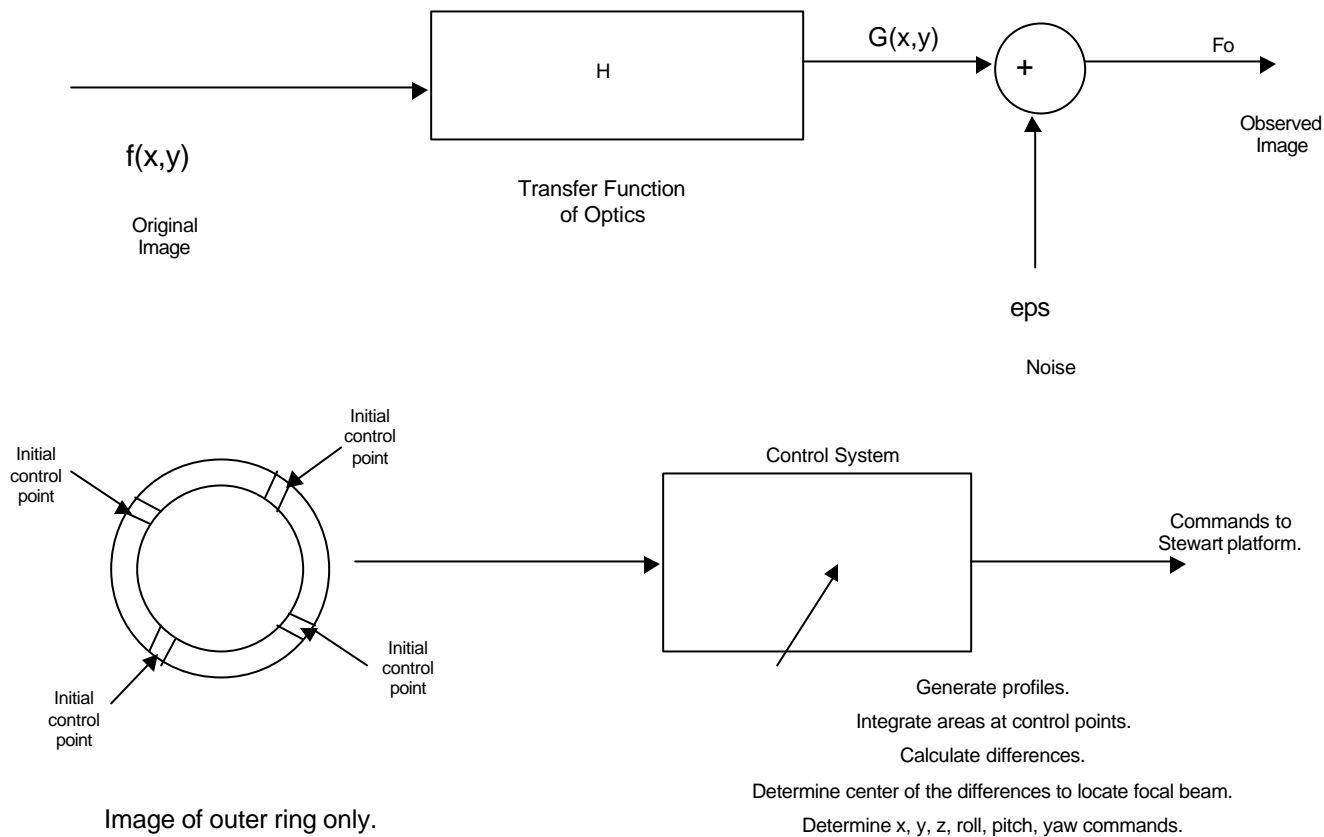 H
G(x,y)
+
Fo
Observed
Image
f(x,y)
Original
Image
Transfer Function
of Optics
eps
Noise
Initial
control
point
Initial
control
point
Initial
control
point
Initial
control
point
Image of outer ring only.
Control System
Commands to
Stewart platform.
Generate profiles.
Integrate areas at control points.
Calculate differences.
Determine center of the differences to locate focal beam.
Determine x, y, z, roll, pitch, yaw commands.